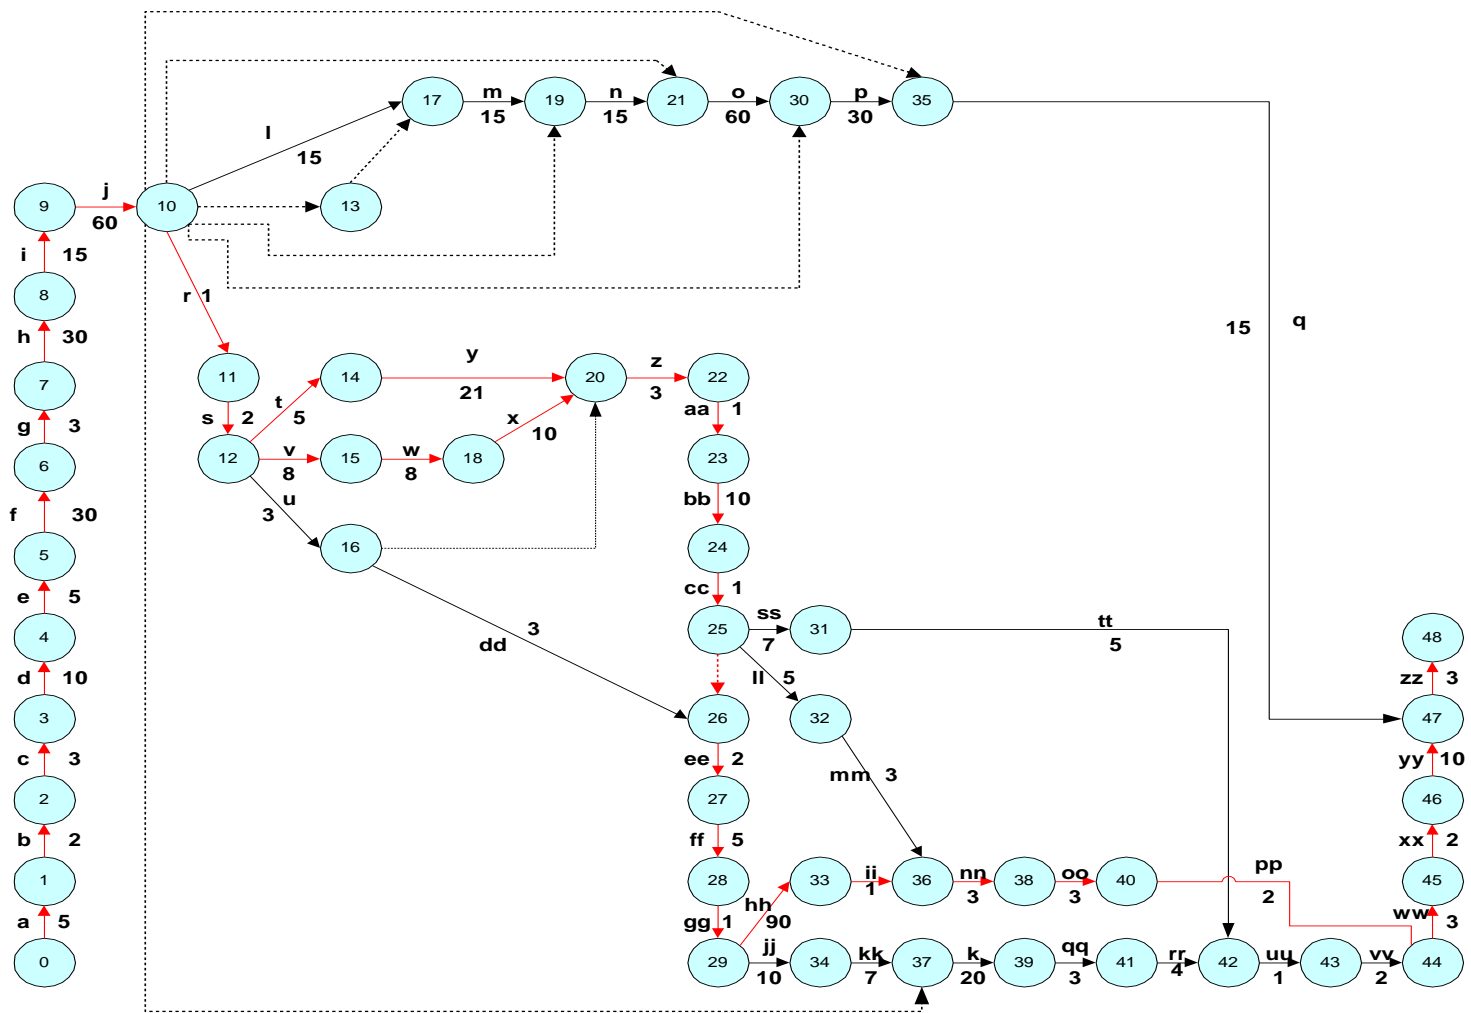 l
15
17
m
15
19
n
15
21
o
60
30
p
30
35
9
j
60
10
13
i
15
8
r 1
h
30
15
q
7
11
14
y
21
20
z
3
22
g
3
s
2
t
5
x
10
aa
1
6
12
v
8
15
w
8
18
23
f
30
u
3
bb
10
5
16
24
e
5
cc
1
4
3
dd
25
ss
7
31
tt
5
48
d
10
ll
5
zz
3
3
26
32
47
c
3
ee
2
mm
3
yy
10
2
27
46
b
2
ff
5
xx
2
1
28
33
ii
1
36
nn
3
38
oo
3
40
pp
2
45
a
5
gg
1
hh
90
ww
3
0
29
jj
10
34
kk
7
37
k
20
39
qq
3
41
rr
4
42
uu
1
43
vv
2
44